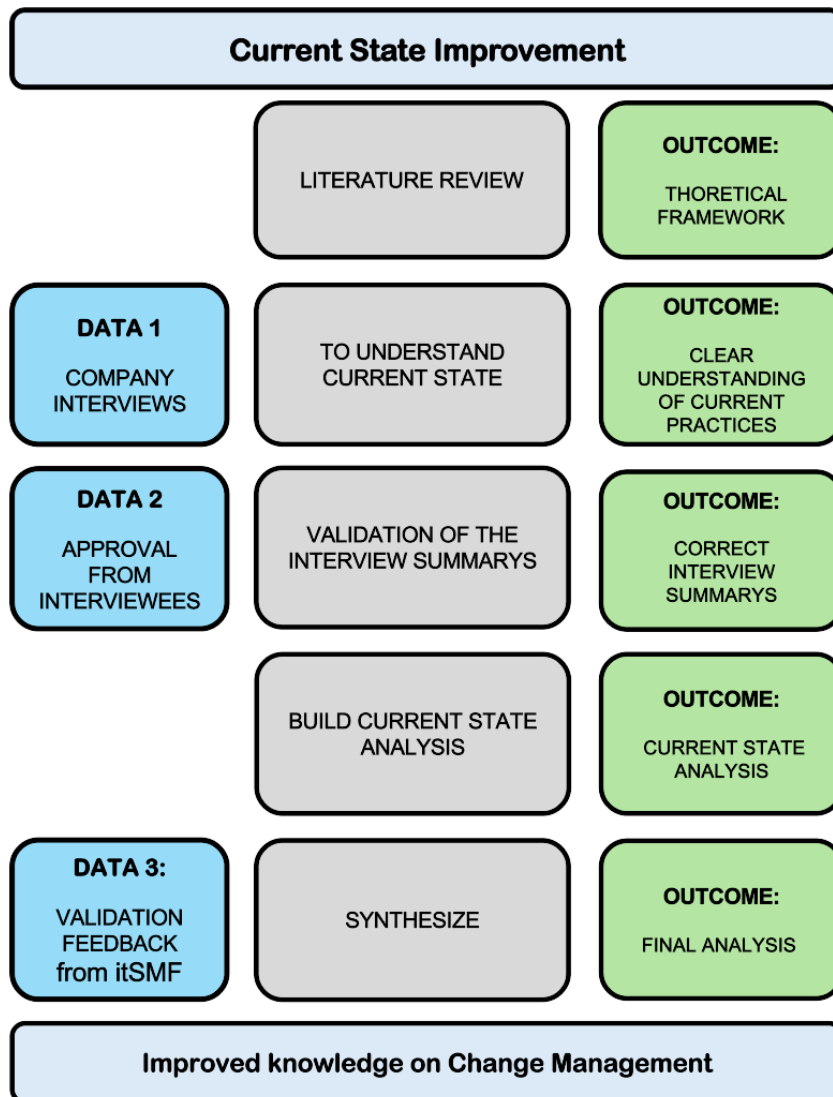 Current State Improvement
LITERATURE REVIEW
OUTCOME:
THORETICAL
FRAMEWORK
DATA 1
COMPANY
INTERVIEWS
TO UNDERSTAND
CURRENT STATE
OUTCOME:
CLEAR
UNDERSTANDING
OF CURRENT
PRACTICES
DATA 2
APPROVAL
FROM
INTERVIEWEES
VALIDATION OF THE
INTERVIEW SUMMARYS
OUTCOME:
CORRECT
INTERVIEW
SUMMARYS
BUILD CURRENT STATE
ANALYSIS
OUTCOME:
CURRENT STATE
ANALYSIS
DATA 3:
VALIDATION
FEEDBACK
from itSMF
SYNTHESIZE
OUTCOME:
FINAL ANALYSIS
Improved knowledge on Change Management